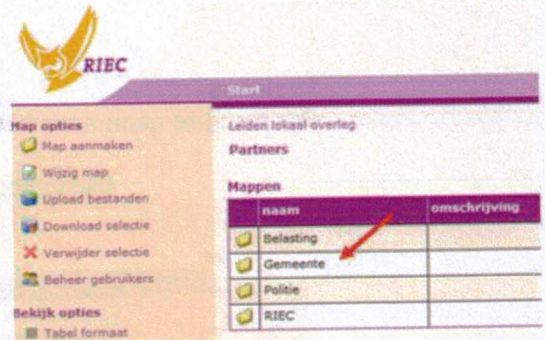 RIEC
Start
Map opties
Map aanmaken
Wijzig map
Upload bestanden
Download selectie
Verwijder selectie
Beheer gebruikers
Bekijk opties
Tabel formaat
Leiden lokaal overleg
Partners
Mappen
naam omschrijving
Belasting
Gemeente
Politie
RIEC